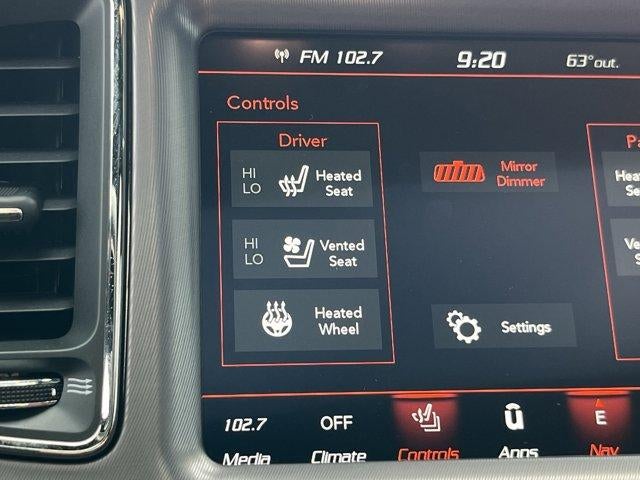 FM 102.7 9:20 63°out.
Controls
Driver
HI
LO
Heated
Seat
HI
LO
Vented
Seat
Heated
Wheel
Mirror
Dimmer
Settings
102.7 OFF E
Media Climate Controls Apps Nav